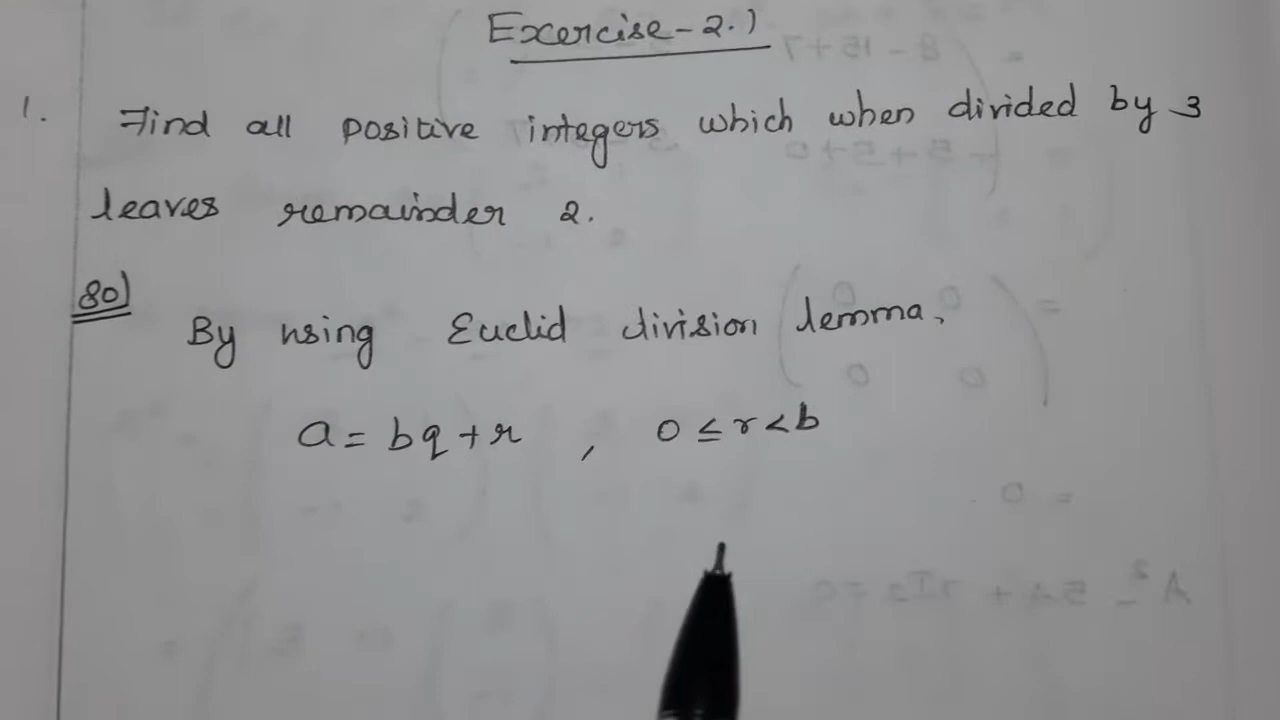 Excercise-2.1
1. Find all positive integers which when divided by 3
leaves remainder 2.
So)
By using Euclid division lemma,
a = bq + r , 0 ≤ r < b